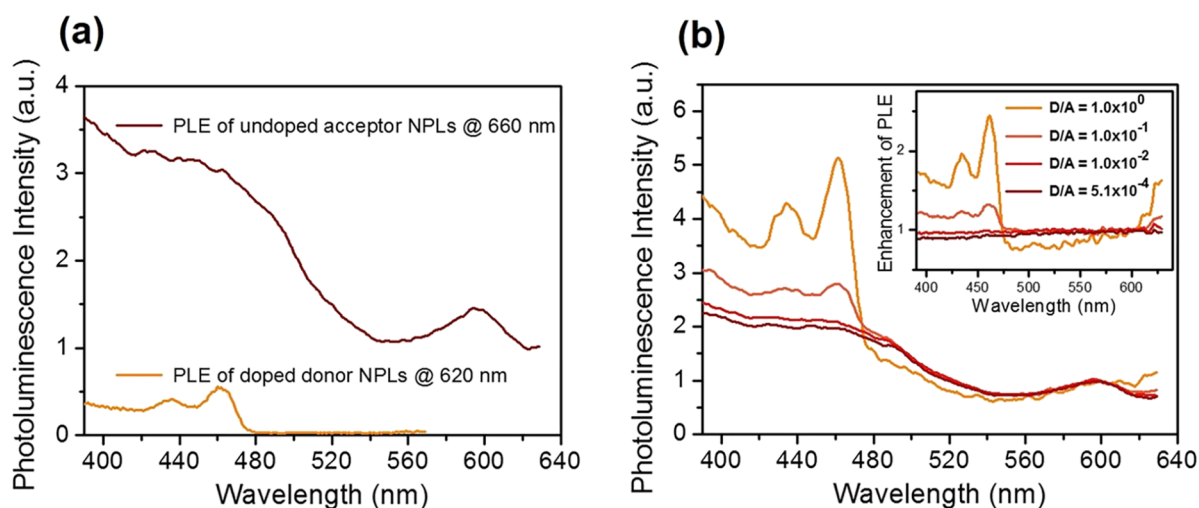 (a)
Photoluminescence Intensity (a.u.)
4
3
2
1
0
PLE of undoped acceptor NPLs @ 660 nm
PLE of doped donor NPLs @ 620 nm
400 440 480 520 560 600 640
Wavelength (nm)
(b)
Photoluminescence Intensity (a.u.)
6
5
4
3
2
1
0
400 440 480 520 560 600 640
Wavelength (nm)
Enhancement of PLE
2
1
D/A = 1.0x10⁰
D/A = 1.0x10⁻¹
D/A = 1.0x10⁻²
D/A = 5.1x10⁻⁴
400 450 500 550 600
Wavelength (nm)